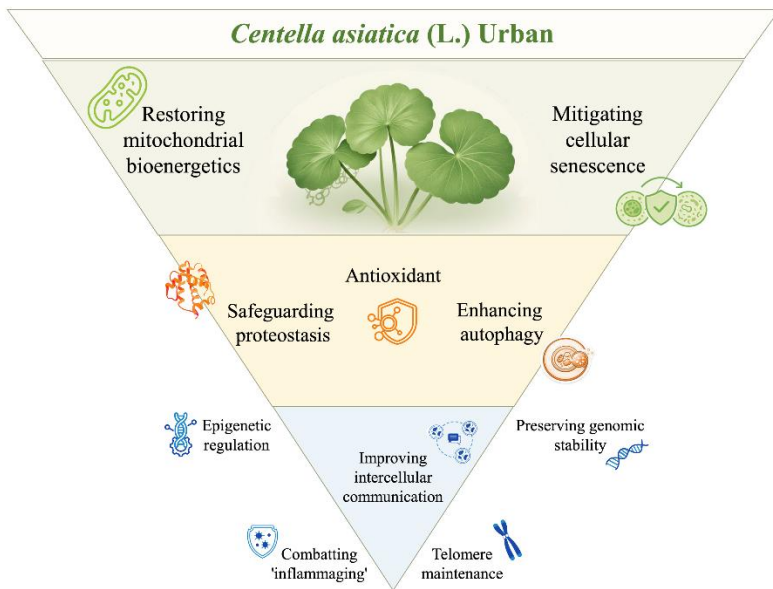 Centella asiatica (L.) Urban
Restoring
mitochondrial
bioenergetics
Mitigating
cellular
senescence
Antioxidant
Safeguarding
proteostasis
Enhancing
autophagy
Epigenetic
regulation
Improving
intercellular
communication
Preserving genomic
stability
Combatting
'inflammaging'
Telomere
maintenance